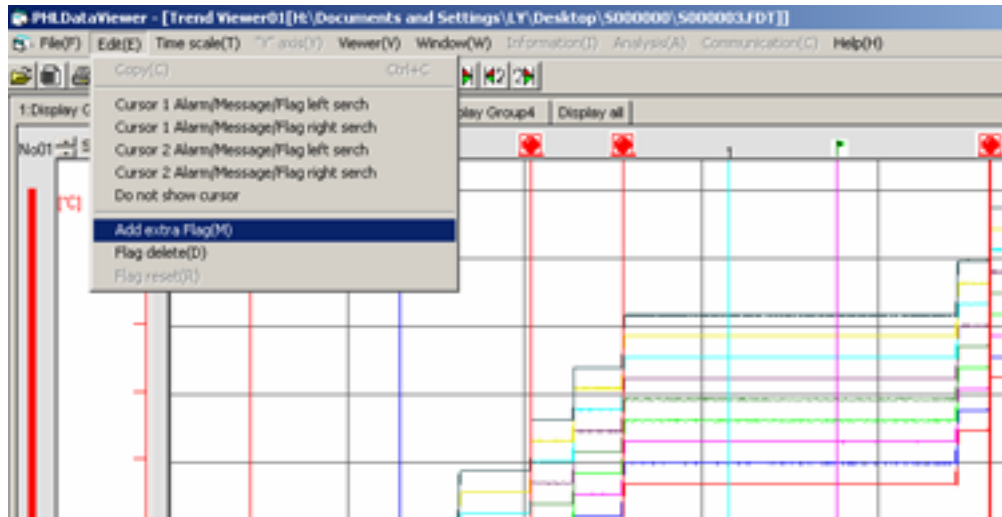 PHLDataViewer - [Trend Viewer01[H:\Documents and Settings\LY\Desktop\S000000\S000003.FDT]]
File(F) Edit(E) Time scale(T) "Y" axis(Y) Viewer(V) Window(W) Information(I) Analysis(A) Communication(C) Help(H)
Copy(C) Ctrl+C
Cursor 1 Alarm/Message/Flag left serch
Cursor 1 Alarm/Message/Flag right serch
Cursor 2 Alarm/Message/Flag left serch
Cursor 2 Alarm/Message/Flag right serch
Do not show cursor
Add extra Flag(M)
Flag delete(D)
Flag reset(R)
1:Display Group4 Display all
No01
1
[℃]